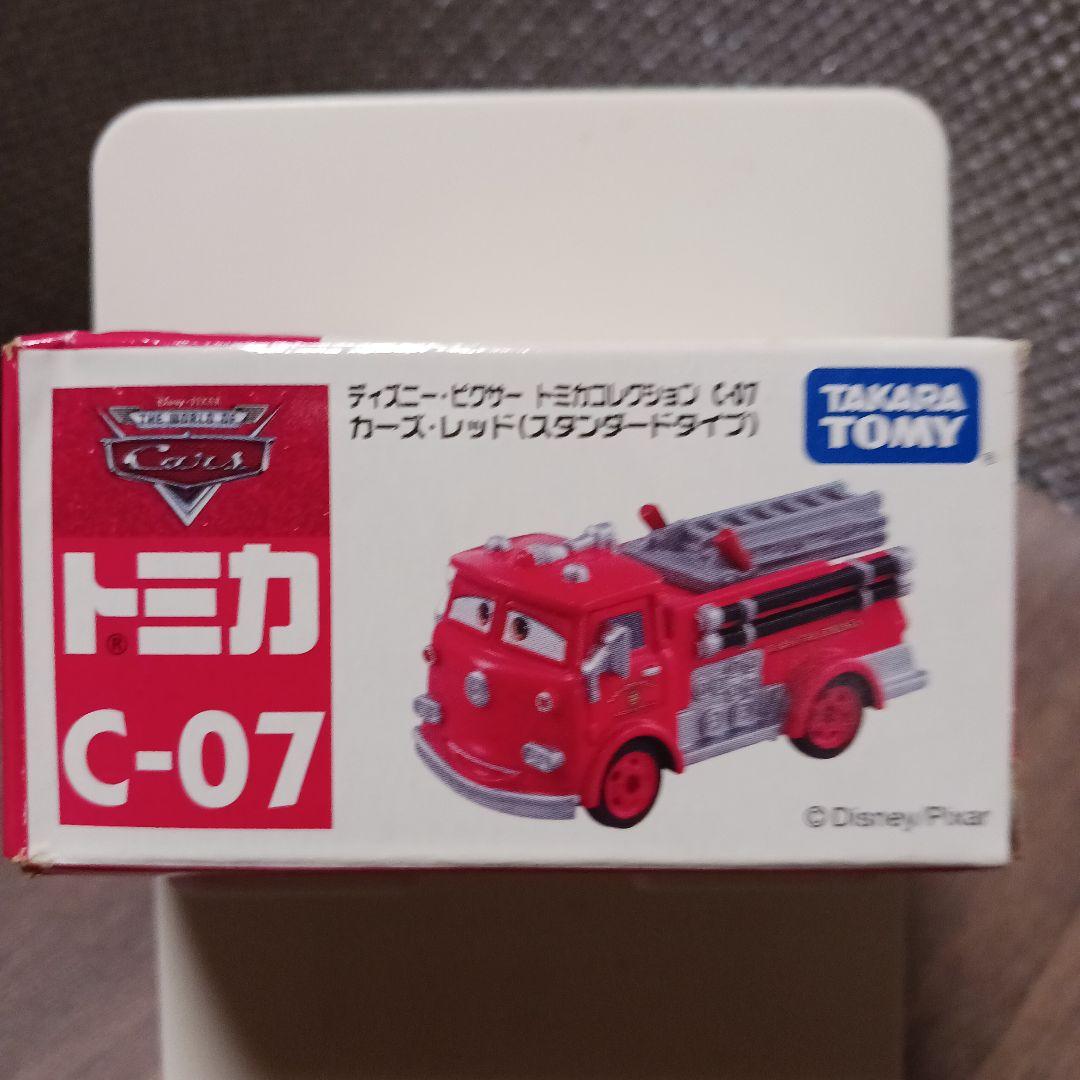 Disney・PIXAR
THE WORLD OF
Cars
トミカ®
C-07
ディズニー・ピクサー トミカコレクション C-07
カーズ・レッド(スタンダードタイプ)
TAKARA
TOMY®
©Disney/Pixar